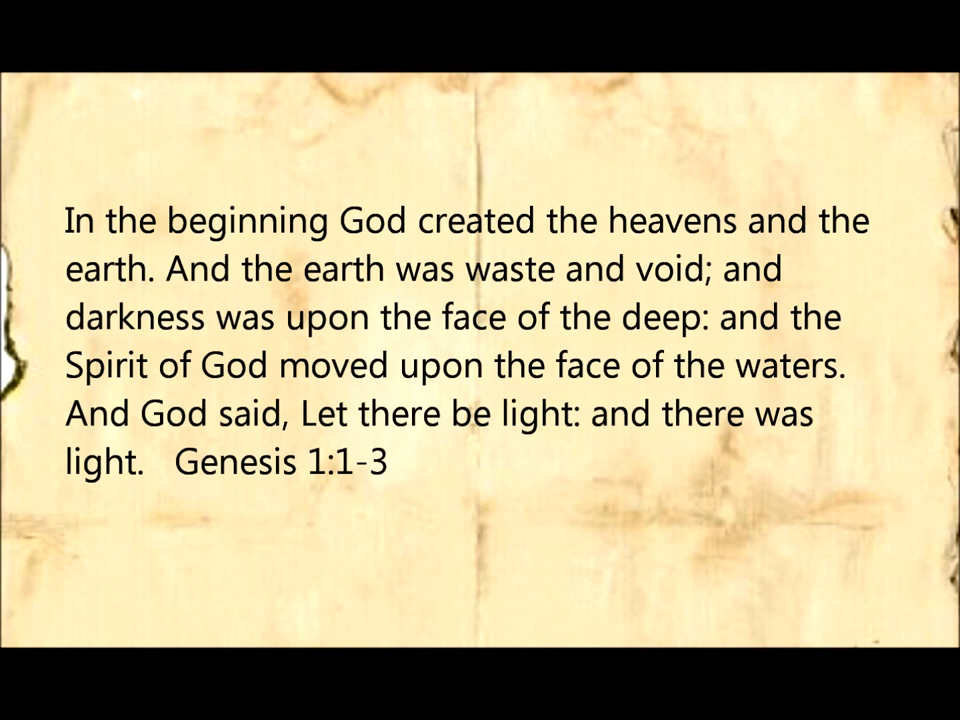 In the beginning God created the heavens and the
earth. And the earth was waste and void; and
darkness was upon the face of the deep: and the
Spirit of God moved upon the face of the waters.
And God said, Let there be light: and there was
light.   Genesis 1:1-3